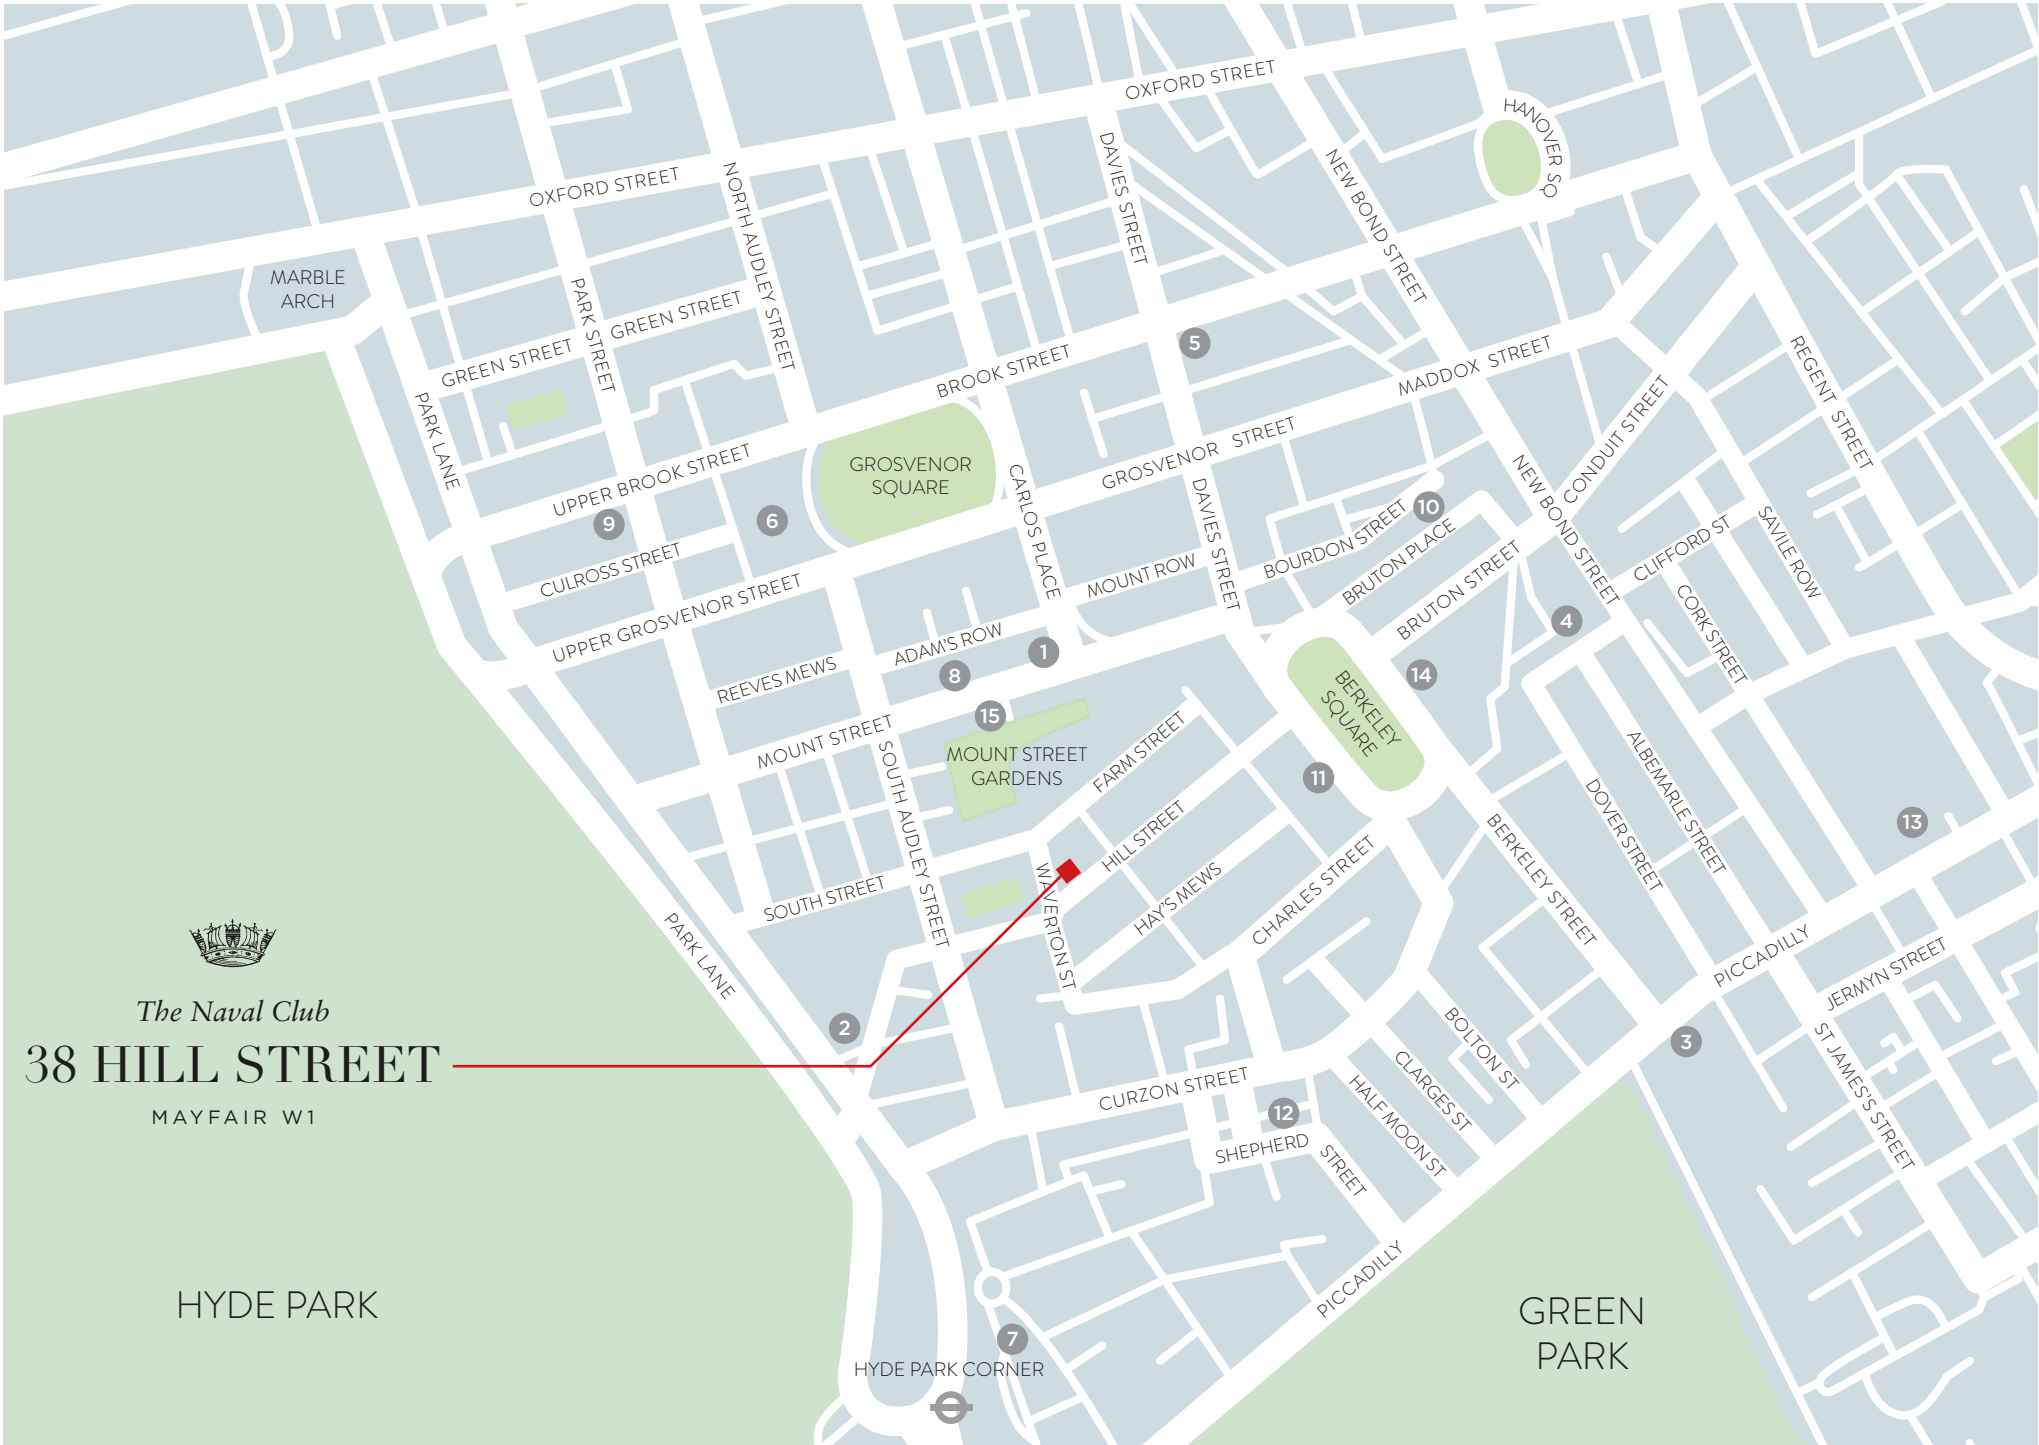 OXFORD STREET
HANOVER SQ
DAVIES STREET
NEW BOND STREET
OXFORD STREET
NORTH AUDLEY STREET
MARBLE
ARCH
PARK STREET
GREEN STREET
GREEN STREET
PARK LANE
BROOK STREET
5
MADDOX STREET
REGENT STREET
CONDUIT STREET
GROSVENOR STREET
GROSVENOR
SQUARE
UPPER BROOK STREET
9
6
CARLOS PLACE
DAVIES STREET
NEW BOND STREET
10
BOURDON STREET
BRUTON PLACE
BRUTON STREET
CLIFFORD ST
SAVILE ROW
CORK STREET
CULROSS STREET
UPPER GROSVENOR STREET
MOUNT ROW
ADAM'S ROW
REEVES MEWS
1
8
15
4
14
BERKELEY
SQUARE
MOUNT STREET
SOUTH AUDLEY STREET
MOUNT STREET
GARDENS
FARM STREET
11
HILL STREET
ALBEMARLE STREET
DOVER STREET
BERKELEY STREET
13
SOUTH STREET
WAVERTON ST
HAY'S MEWS
CHARLES STREET
PARK LANE
PICCADILLY
JERMYN STREET
The Naval Club
38 HILL STREET
MAYFAIR W1
2
3
BOLTON ST
CLARGES ST
HALF MOON ST
ST JAMES'S STREET
CURZON STREET
12
SHEPHERD
STREET
PICCADILLY
HYDE PARK
GREEN
PARK
7
HYDE PARK CORNER